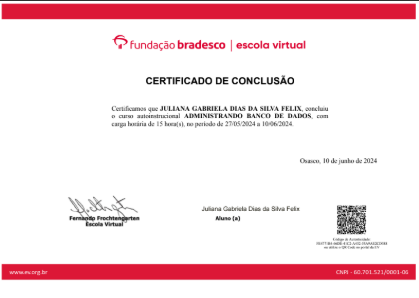 fundação bradesco | escola virtual
CERTIFICADO DE CONCLUSÃO
Certificamos que JULIANA GABRIELA DIAS DA SILVA FELIX, concluiu
o curso autoinstrucional ADMINISTRANDO BANCO DE DADOS, com
carga horária de 15 hora(s), no período de 27/05/2024 a 10/06/2024.
Osasco, 10 de junho de 2024
Fernando Frochtengarten
Escola Virtual
Juliana Gabriela Dias da Silva Felix
Aluno (a)
Código de Autenticidade
www.ev.org.br
CNPJ - 60.701.521/0001-06